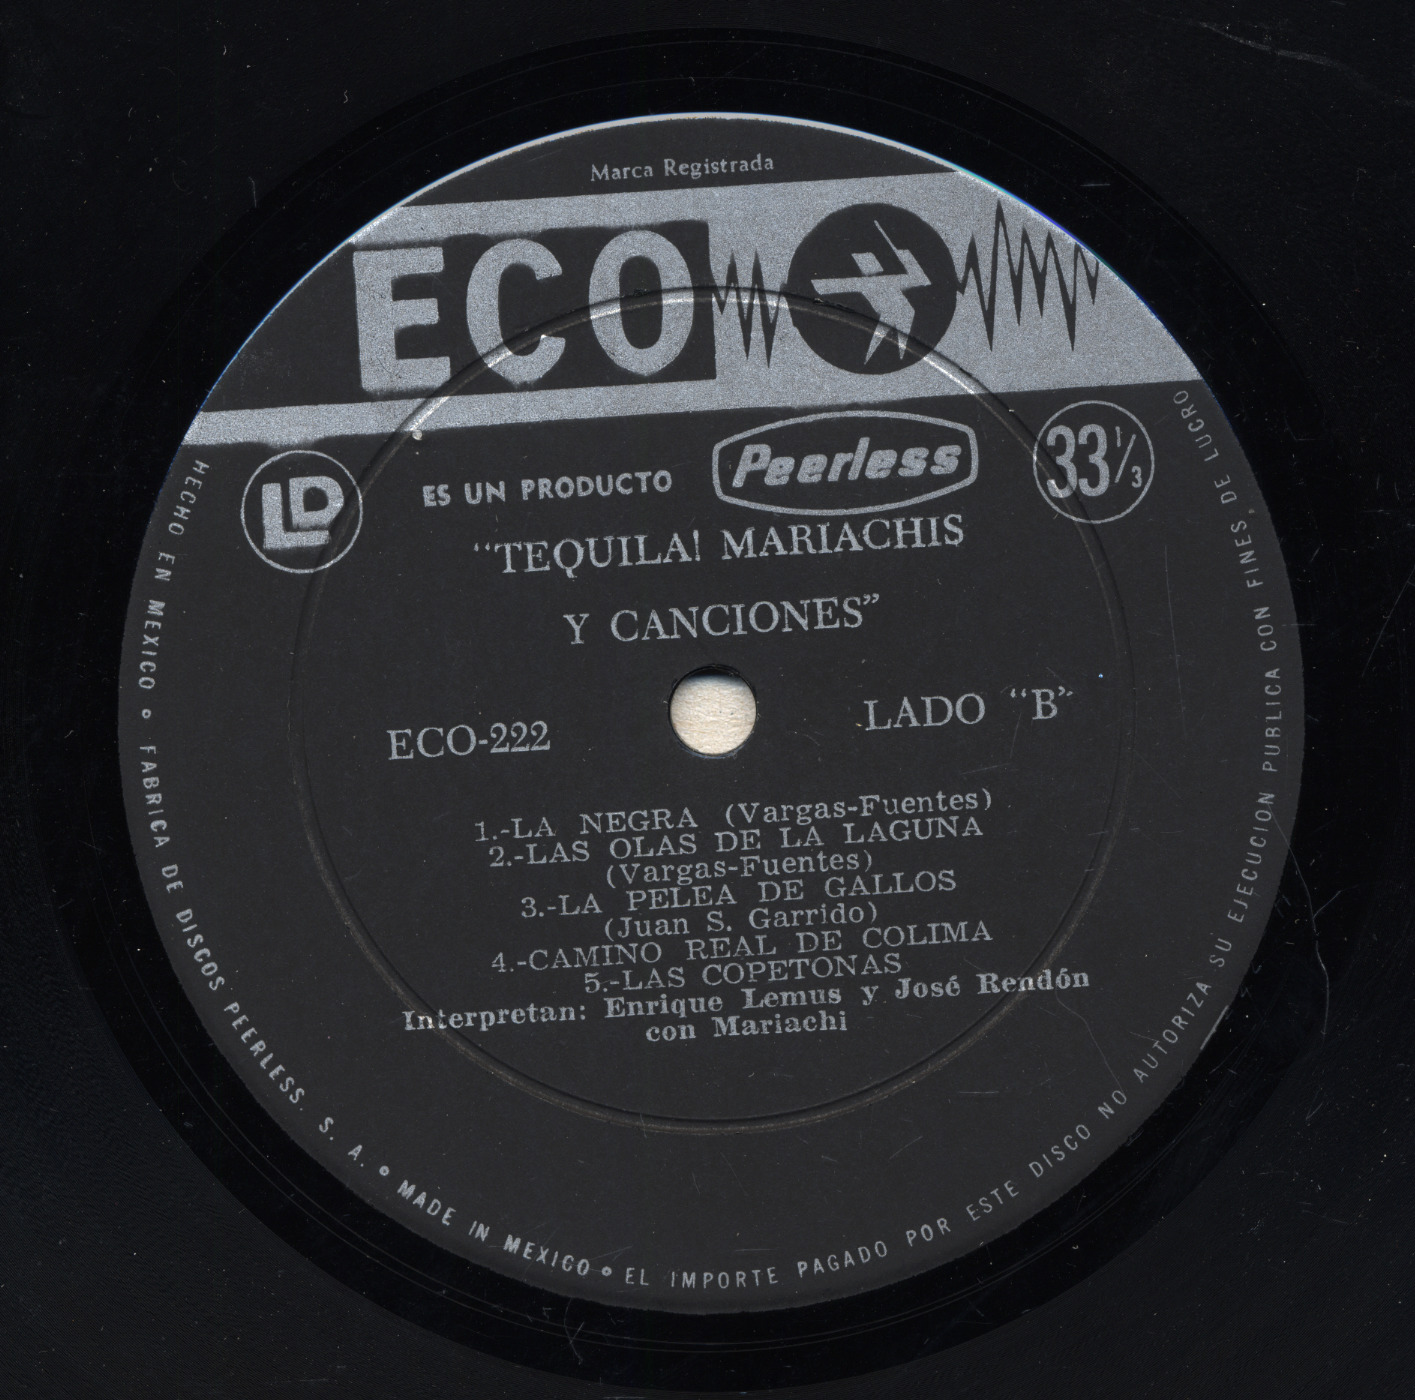 Marca Registrada
ECO
LD
ES UN PRODUCTO Peerless
33 1/3
“TEQUILA! MARIACHIS
Y CANCIONES”
ECO-222
LADO “B”
1.-LA NEGRA (Vargas-Fuentes)
2.-LAS OLAS DE LA LAGUNA
(Vargas-Fuentes)
3.-LA PELEA DE GALLOS
(Juan S. Garrido)
4.-CAMINO REAL DE COLIMA
5.-LAS COPETONAS
Interpretan: Enrique Lemus y José Rendón
con Mariachi
HECHO EN MEXICO • FABRICA DE DISCOS PEERLESS. S. A. • MADE IN MEXICO • EL IMPORTE PAGADO POR ESTE DISCO NO AUTORIZA SU EJECUCION PUBLICA CON FINES, DE LUCRO